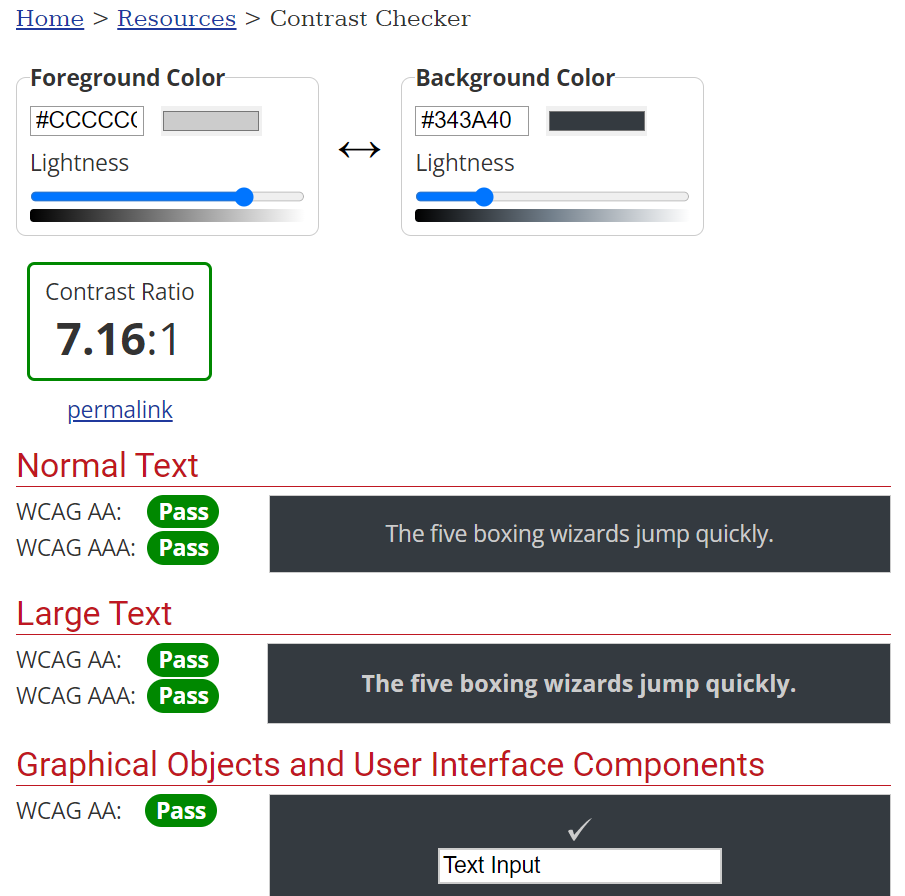 Home > Resources > Contrast Checker
Foreground Color
#CCCCCC
Lightness
Background Color
#343A40
Lightness
Contrast Ratio
7.16:1
permalink
Normal Text
WCAG AA: Pass
WCAG AAA: Pass
The five boxing wizards jump quickly.
Large Text
WCAG AA: Pass
WCAG AAA: Pass
The five boxing wizards jump quickly.
Graphical Objects and User Interface Components
WCAG AA: Pass
Text Input